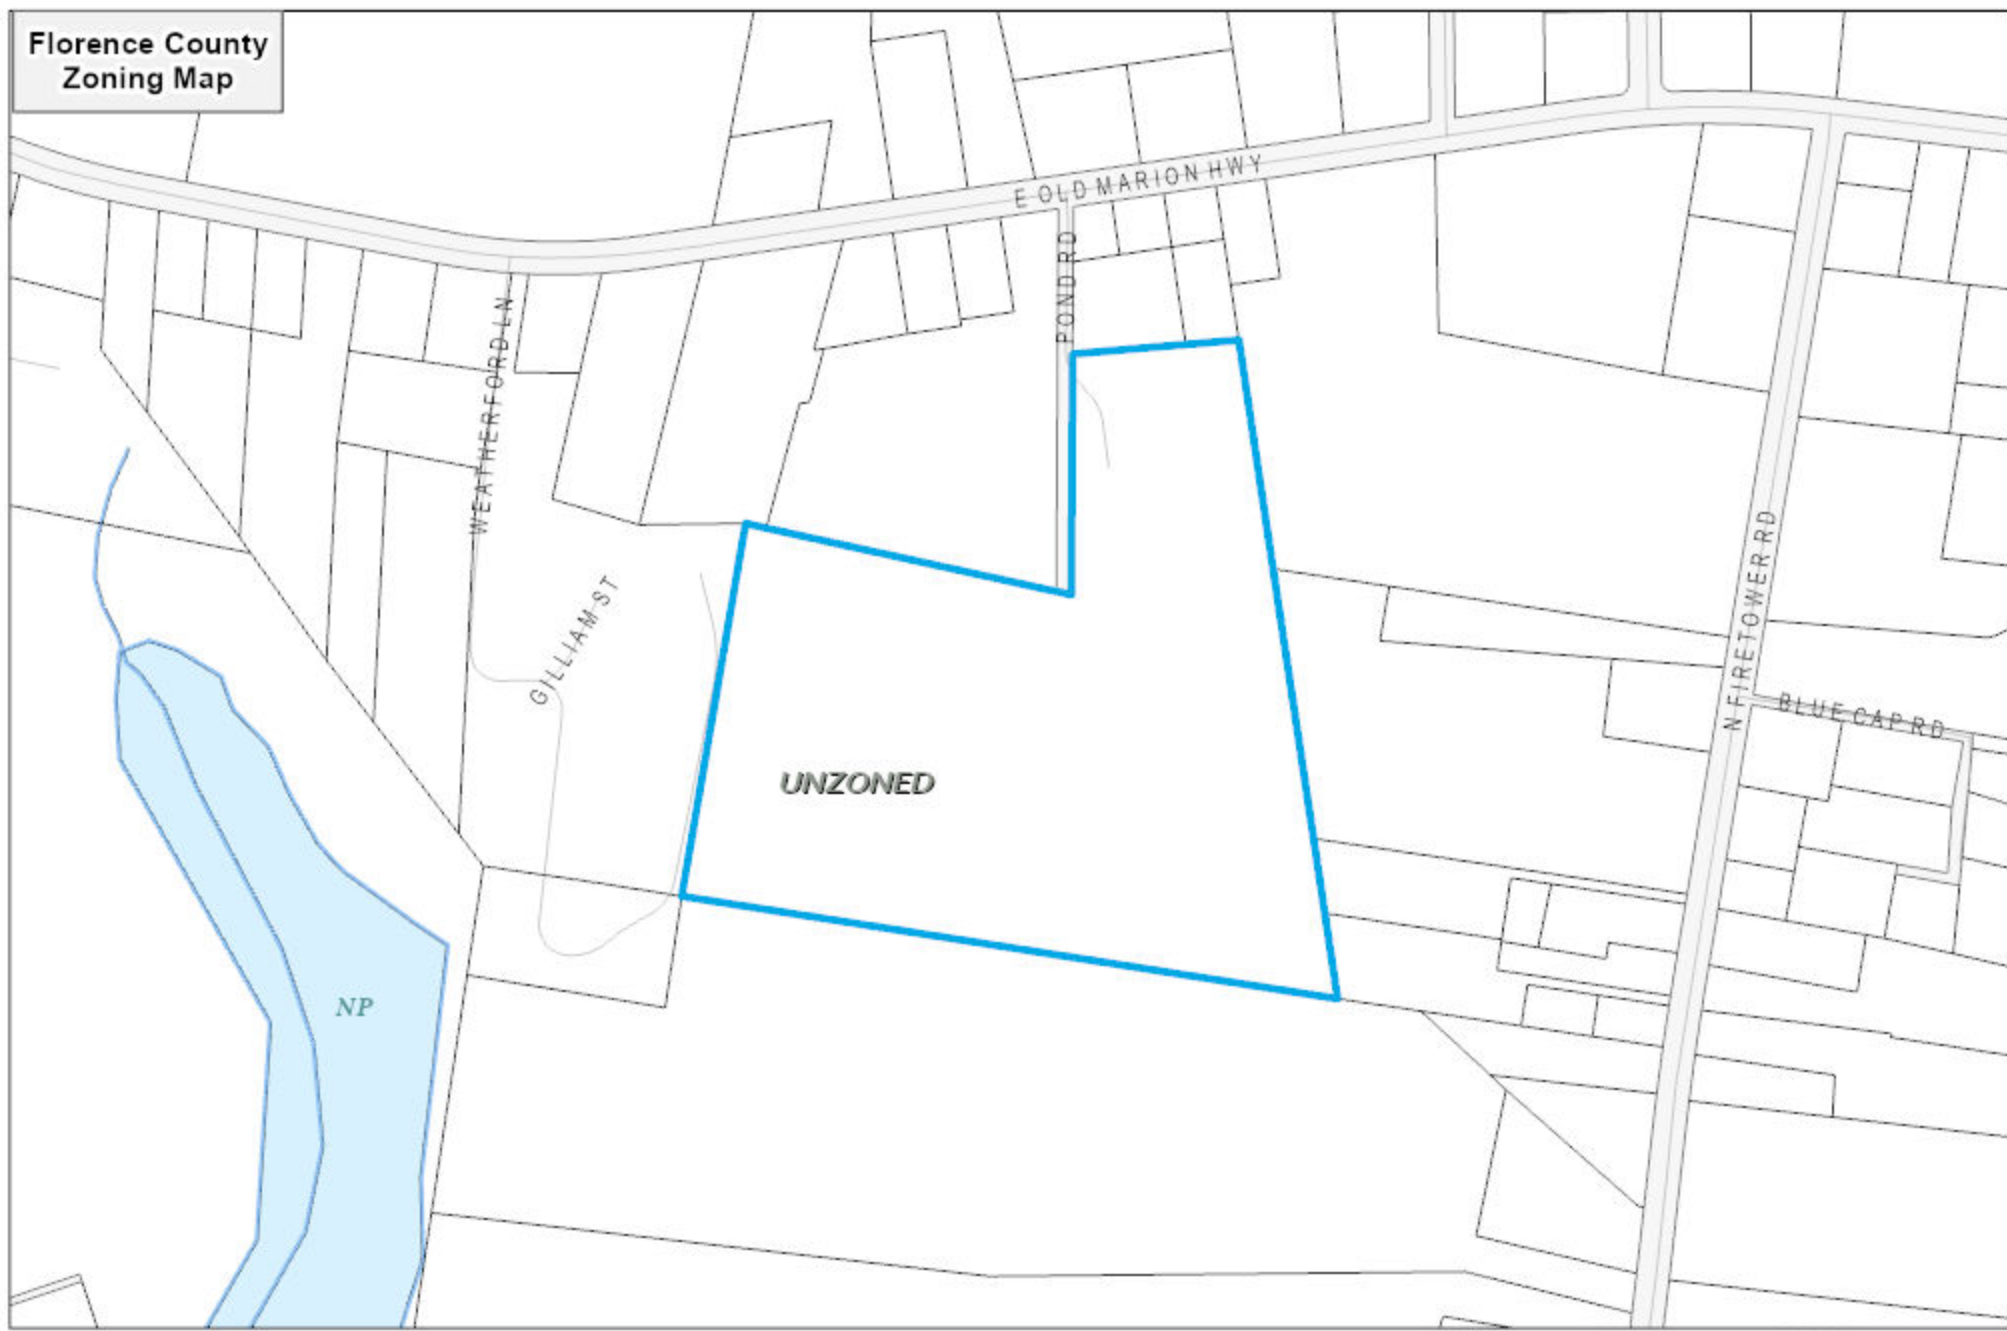 Florence County
Zoning Map
E OLD MARION HWY
POND RD
WEATHERFORD LN
GILLIAM ST
N FIRETOWER RD
BLUE CAP RD
UNZONED
NP